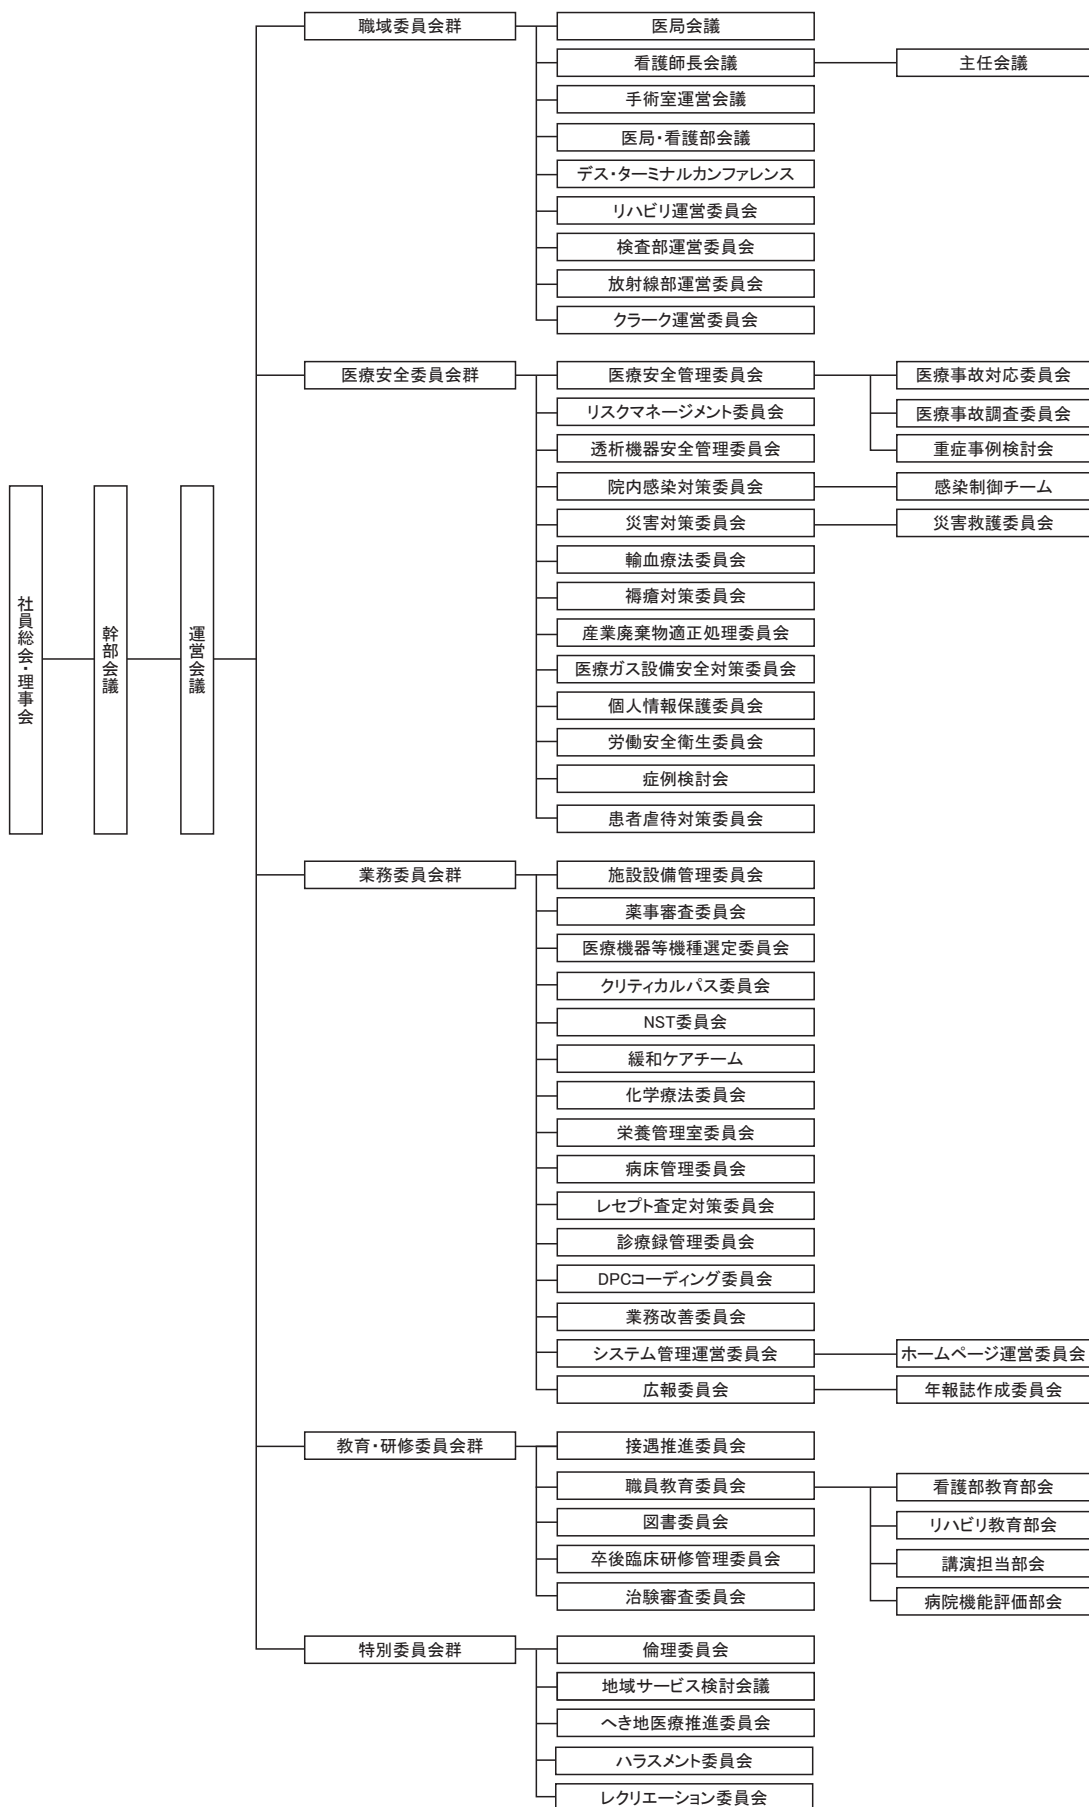 社員総会・理事会
幹部会議
運営会議
職域委員会群
医局会議
看護師長会議
主任会議
手術室運営会議
医局・看護部会議
デス・ターミナルカンファレンス
リハビリ運営委員会
検査部運営委員会
放射線部運営委員会
クラーク運営委員会
医療安全委員会群
医療安全管理委員会
医療事故対応委員会
医療事故調査委員会
重症事例検討会
リスクマネージメント委員会
透析機器安全管理委員会
院内感染対策委員会
感染制御チーム
災害対策委員会
災害救護委員会
輸血療法委員会
褥瘡対策委員会
産業廃棄物適正処理委員会
医療ガス設備安全対策委員会
個人情報保護委員会
労働安全衛生委員会
症例検討会
患者虐待対策委員会
業務委員会群
施設設備管理委員会
薬事審査委員会
医療機器等機種選定委員会
クリティカルパス委員会
NST委員会
緩和ケアチーム
化学療法委員会
栄養管理室委員会
病床管理委員会
レセプト査定対策委員会
診療録管理委員会
DPCコーディング委員会
業務改善委員会
システム管理運営委員会
ホームページ運営委員会
広報委員会
年報誌作成委員会
教育・研修委員会群
接遇推進委員会
職員教育委員会
看護部教育部会
リハビリ教育部会
講演担当部会
病院機能評価部会
図書委員会
卒後臨床研修管理委員会
治験審査委員会
特別委員会群
倫理委員会
地域サービス検討会議
へき地医療推進委員会
ハラスメント委員会
レクリエーション委員会